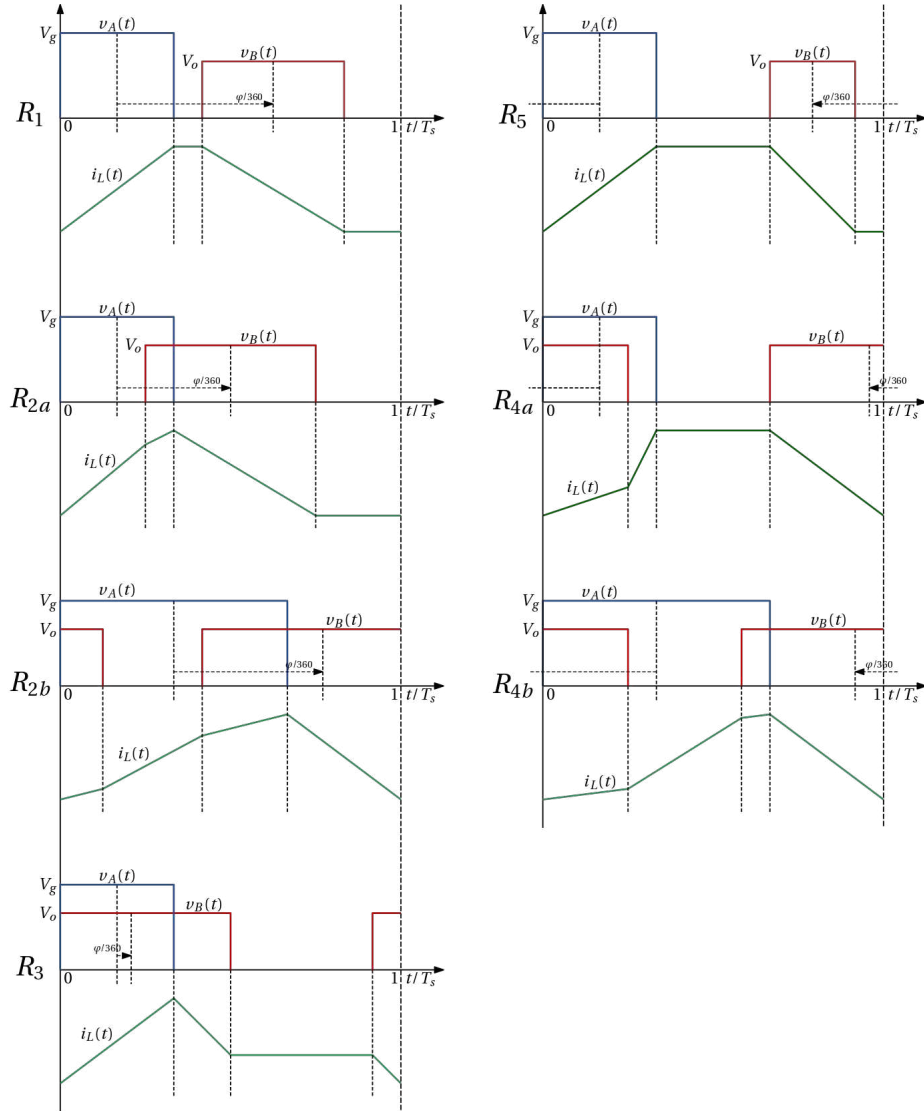 v_A(t)
V_g
V_o
v_B(t)
φ/360
R_1
0
1
t/T_s
i_L(t)
v_A(t)
V_g
V_o
v_B(t)
φ/360
R_5
0
1
t/T_s
i_L(t)
v_A(t)
V_g
V_o
v_B(t)
φ/360
R_2a
0
1
t/T_s
i_L(t)
v_A(t)
V_g
V_o
v_B(t)
φ/360
R_4a
0
1
t/T_s
i_L(t)
V_g
v_A(t)
V_o
v_B(t)
φ/360
R_2b
0
1
t/T_s
i_L(t)
V_g
v_A(t)
V_o
v_B(t)
φ/360
R_4b
0
1
t/T_s
i_L(t)
V_g
v_A(t)
V_o
v_B(t)
φ/360
R_3
0
1
t/T_s
i_L(t)